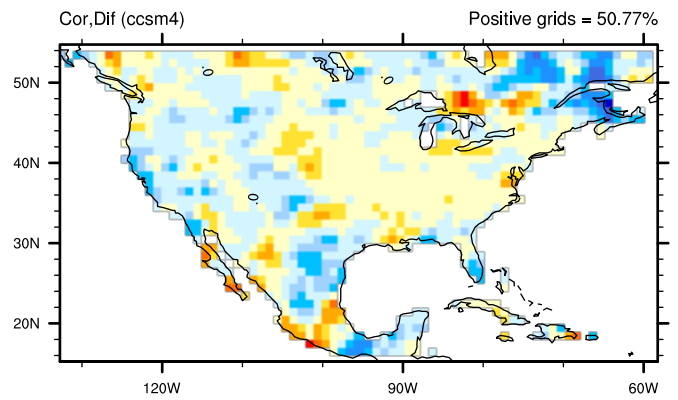 Cor,Dif (ccsm4) Positive grids = 50.77%
50N
40N
30N
20N
120W 90W 60W